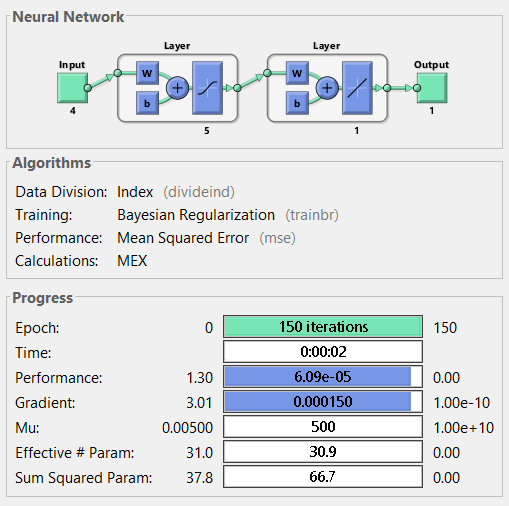 Neural Network
Layer Layer
Input Output
W W
b b
4 5 1 1
Algorithms
Data Division: Index (divideind)
Training: Bayesian Regularization (trainbr)
Performance: Mean Squared Error (mse)
Calculations: MEX
Progress
Epoch: 0 150 iterations 150
Time: 0:00:02
Performance: 1.30 6.09e-05 0.00
Gradient: 3.01 0.000150 1.00e-10
Mu: 0.00500 500 1.00e+10
Effective # Param: 31.0 30.9 0.00
Sum Squared Param: 37.8 66.7 0.00